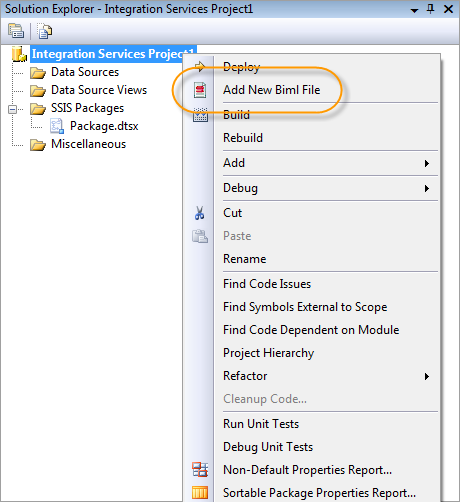 Solution Explorer - Integration Services Project1
Integration Services Project1
Data Sources
Data Source Views
SSIS Packages
Package.dtsx
Miscellaneous
Deploy
Add New Biml File
Build
Rebuild
Add
Debug
Cut
Paste
Rename
Find Code Issues
Find Symbols External to Scope
Find Code Dependent on Module
Project Hierarchy
Refactor
Cleanup Code...
Run Unit Tests
Debug Unit Tests
Non-Default Properties Report...
Sortable Package Properties Report...